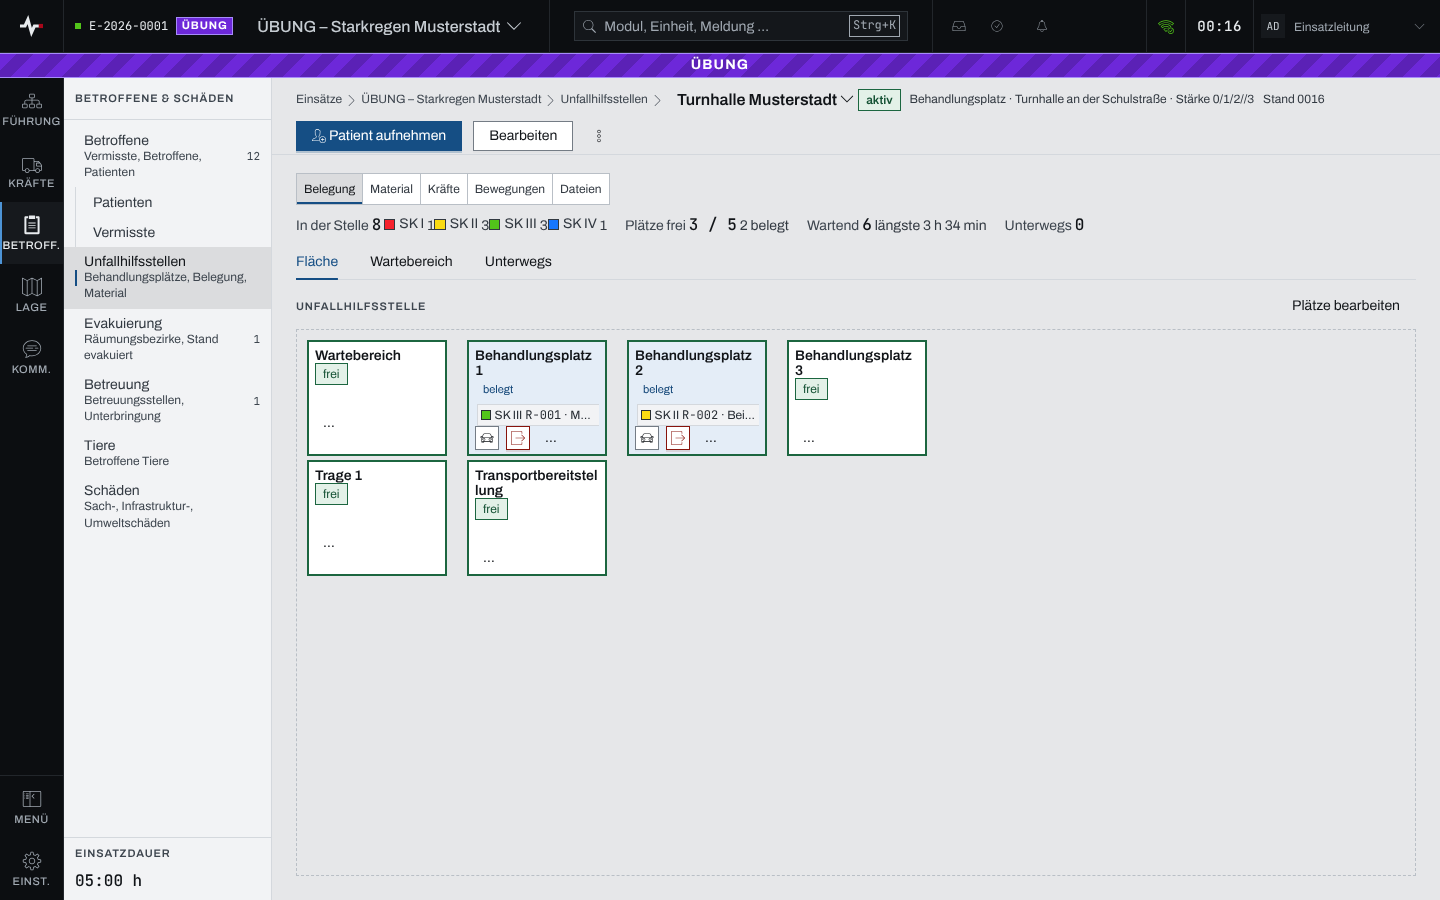 E-2026-0001 ÜBUNG ÜBUNG – Starkregen Musterstadt Modul, Einheit, Meldung ... Strg+K 00:16 AD Einsatzleitung
ÜBUNG
FÜHRUNG
KRÄFTE
BETROFF.
LAGE
KOMM.
MENÜ
EINST.
BETROFFENE & SCHÄDEN
Betroffene
Vermisste, Betroffene, 12
Patienten
Patienten
Vermisste
Unfallhilfsstellen
Behandlungsplätze, Belegung,
Material
Evakuierung
Räumungsbezirke, Stand 1
evakuiert
Betreuung
Betreuungsstellen, 1
Unterbringung
Tiere
Betroffene Tiere
Schäden
Sach-, Infrastruktur-,
Umweltschäden
EINSATZDAUER
05:00 h
Einsätze ÜBUNG – Starkregen Musterstadt Unfallhilfsstellen Turnhalle Musterstadt aktiv Behandlungsplatz · Turnhalle an der Schulstraße · Stärke 0/1/2//3 Stand 0016
Patient aufnehmen Bearbeiten
Belegung Material Kräfte Bewegungen Dateien
In der Stelle 8 SK I 1 SK II 3 SK III 3 SK IV 1 Plätze frei 3 / 5 2 belegt Wartend 6 längste 3 h 34 min Unterwegs 0
Fläche Wartebereich Unterwegs
UNFALLHILFSSTELLE Plätze bearbeiten
Wartebereich
frei
...
Behandlungsplatz
1
belegt
SK III R-001 · M...
...
Behandlungsplatz
2
belegt
SK II R-002 · Bei...
...
Behandlungsplatz
3
frei
...
Trage 1
frei
...
Transportbereitstel
lung
frei
...